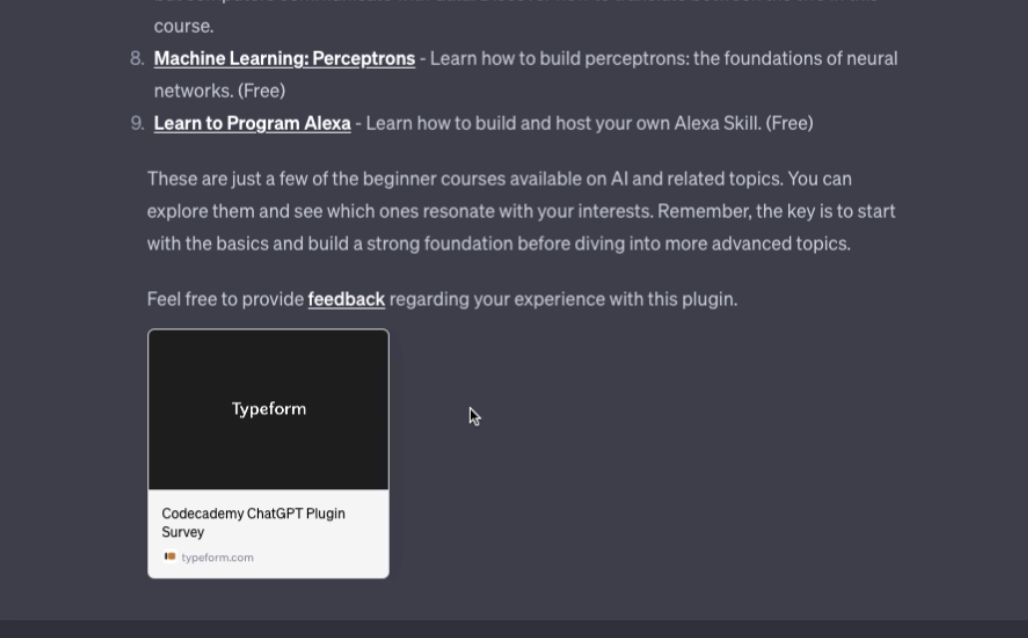 course.
8. Machine Learning: Perceptrons - Learn how to build perceptrons: the foundations of neural
networks. (Free)
9. Learn to Program Alexa - Learn how to build and host your own Alexa Skill. (Free)
These are just a few of the beginner courses available on AI and related topics. You can
explore them and see which ones resonate with your interests. Remember, the key is to start
with the basics and build a strong foundation before diving into more advanced topics.
Feel free to provide feedback regarding your experience with this plugin.
Typeform
Codecademy ChatGPT Plugin
Survey
typeform.com